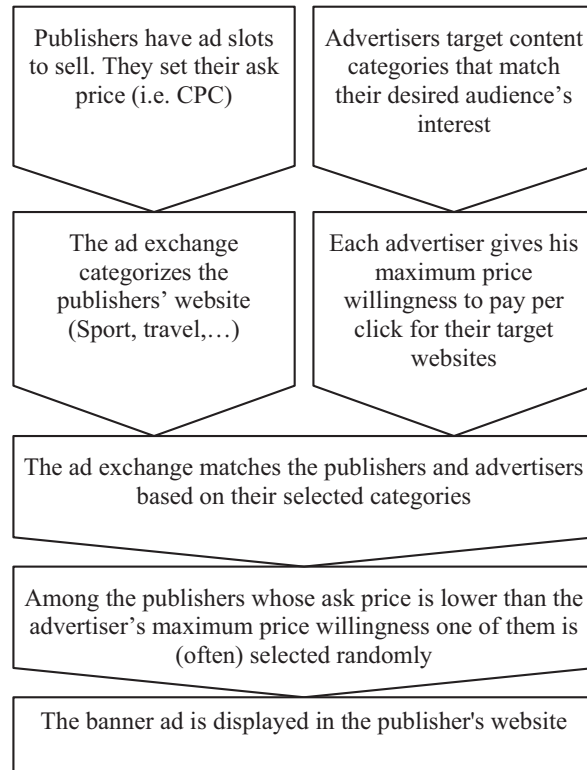 Publishers have ad slots
to sell. They set their ask
price (i.e. CPC)
Advertisers target content
categories that match
their desired audience’s
interest
The ad exchange
categorizes the
publishers’ website
(Sport, travel,…)
Each advertiser gives his
maximum price
willingness to pay per
click for their target
websites
The ad exchange matches the publishers and advertisers
based on their selected categories
Among the publishers whose ask price is lower than the
advertiser’s maximum price willingness one of them is
(often) selected randomly
The banner ad is displayed in the publisher's website